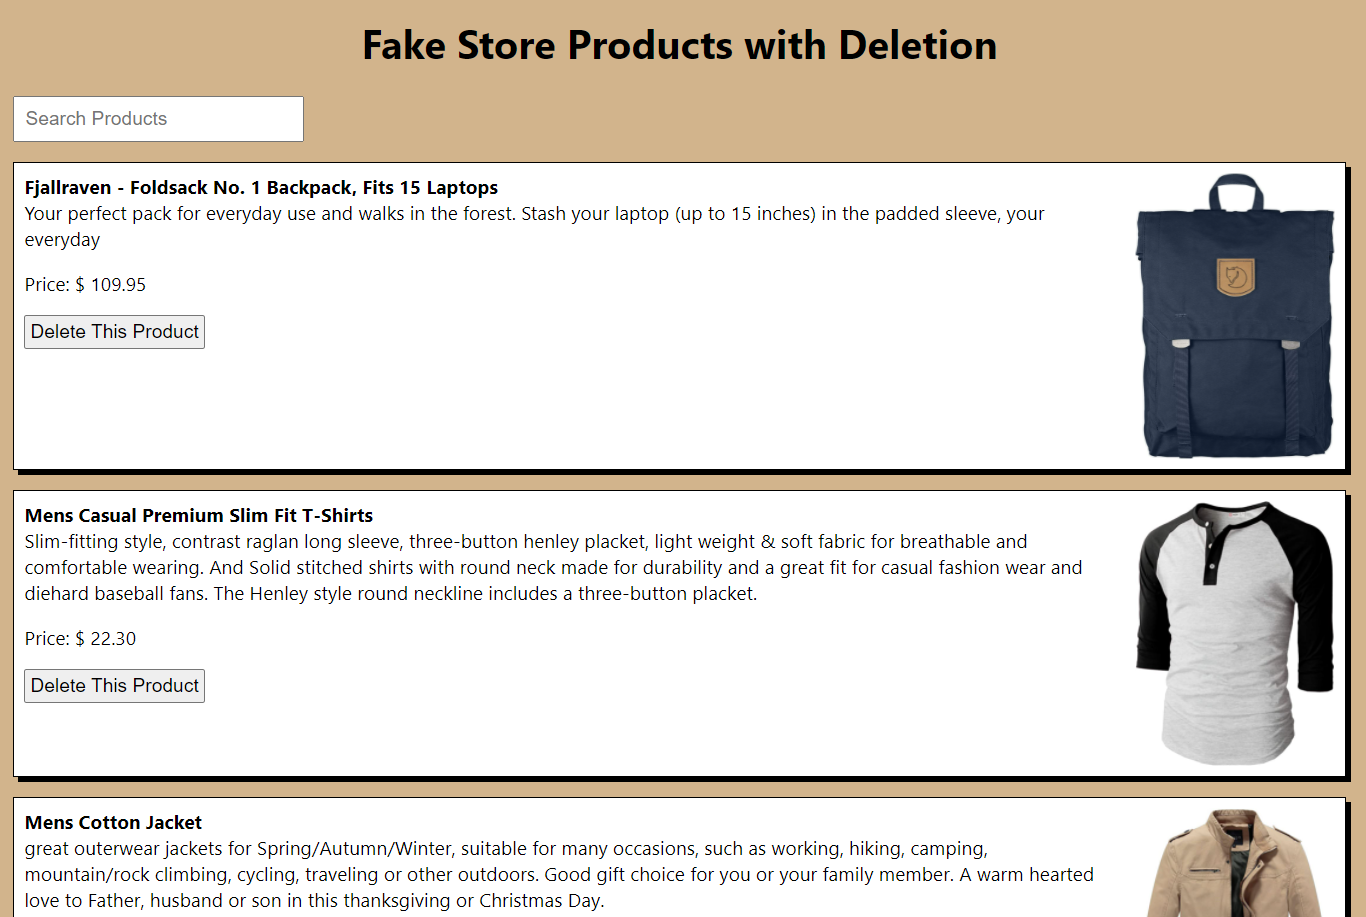 Fake Store Products with Deletion
Search Products
Fjallraven - Foldsack No. 1 Backpack, Fits 15 Laptops
Your perfect pack for everyday use and walks in the forest. Stash your laptop (up to 15 inches) in the padded sleeve, your
everyday
Price: $ 109.95
Delete This Product
Mens Casual Premium Slim Fit T-Shirts
Slim-fitting style, contrast raglan long sleeve, three-button henley placket, light weight & soft fabric for breathable and
comfortable wearing. And Solid stitched shirts with round neck made for durability and a great fit for casual fashion wear and
diehard baseball fans. The Henley style round neckline includes a three-button placket.
Price: $ 22.30
Delete This Product
Mens Cotton Jacket
great outerwear jackets for Spring/Autumn/Winter, suitable for many occasions, such as working, hiking, camping,
mountain/rock climbing, cycling, traveling or other outdoors. Good gift choice for you or your family member. A warm hearted
love to Father, husband or son in this thanksgiving or Christmas Day.